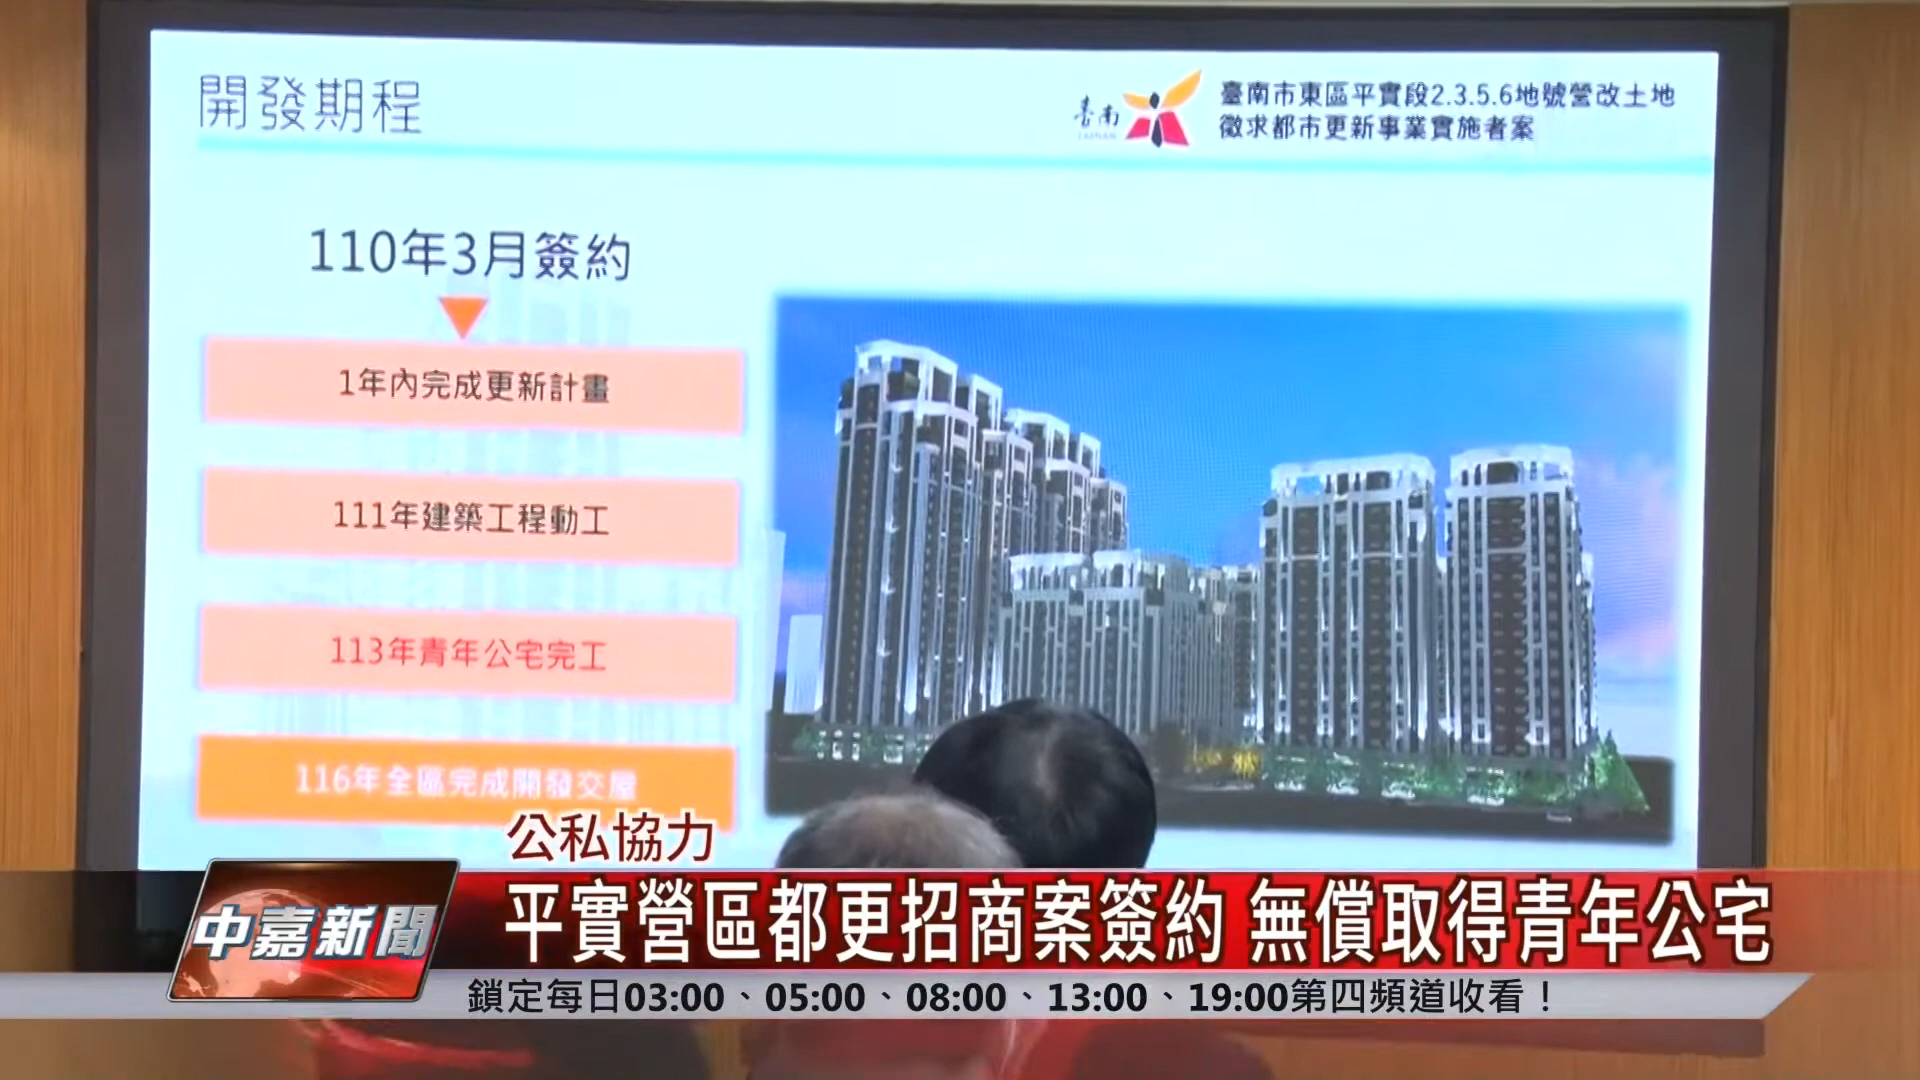 開發期程
臺南
TAINAN
臺南市東區平實段2.3.5.6地號營改土地
徵求都市更新事業實施者案
110年3月簽約
1年內完成更新計畫
111年建築工程動工
113年青年公宅完工
116年全區完成開發交屋
公私協力
中嘉新聞
平實營區都更招商案簽約 無償取得青年公宅
鎖定每日03:00、05:00、08:00、13:00、19:00第四頻道收看！